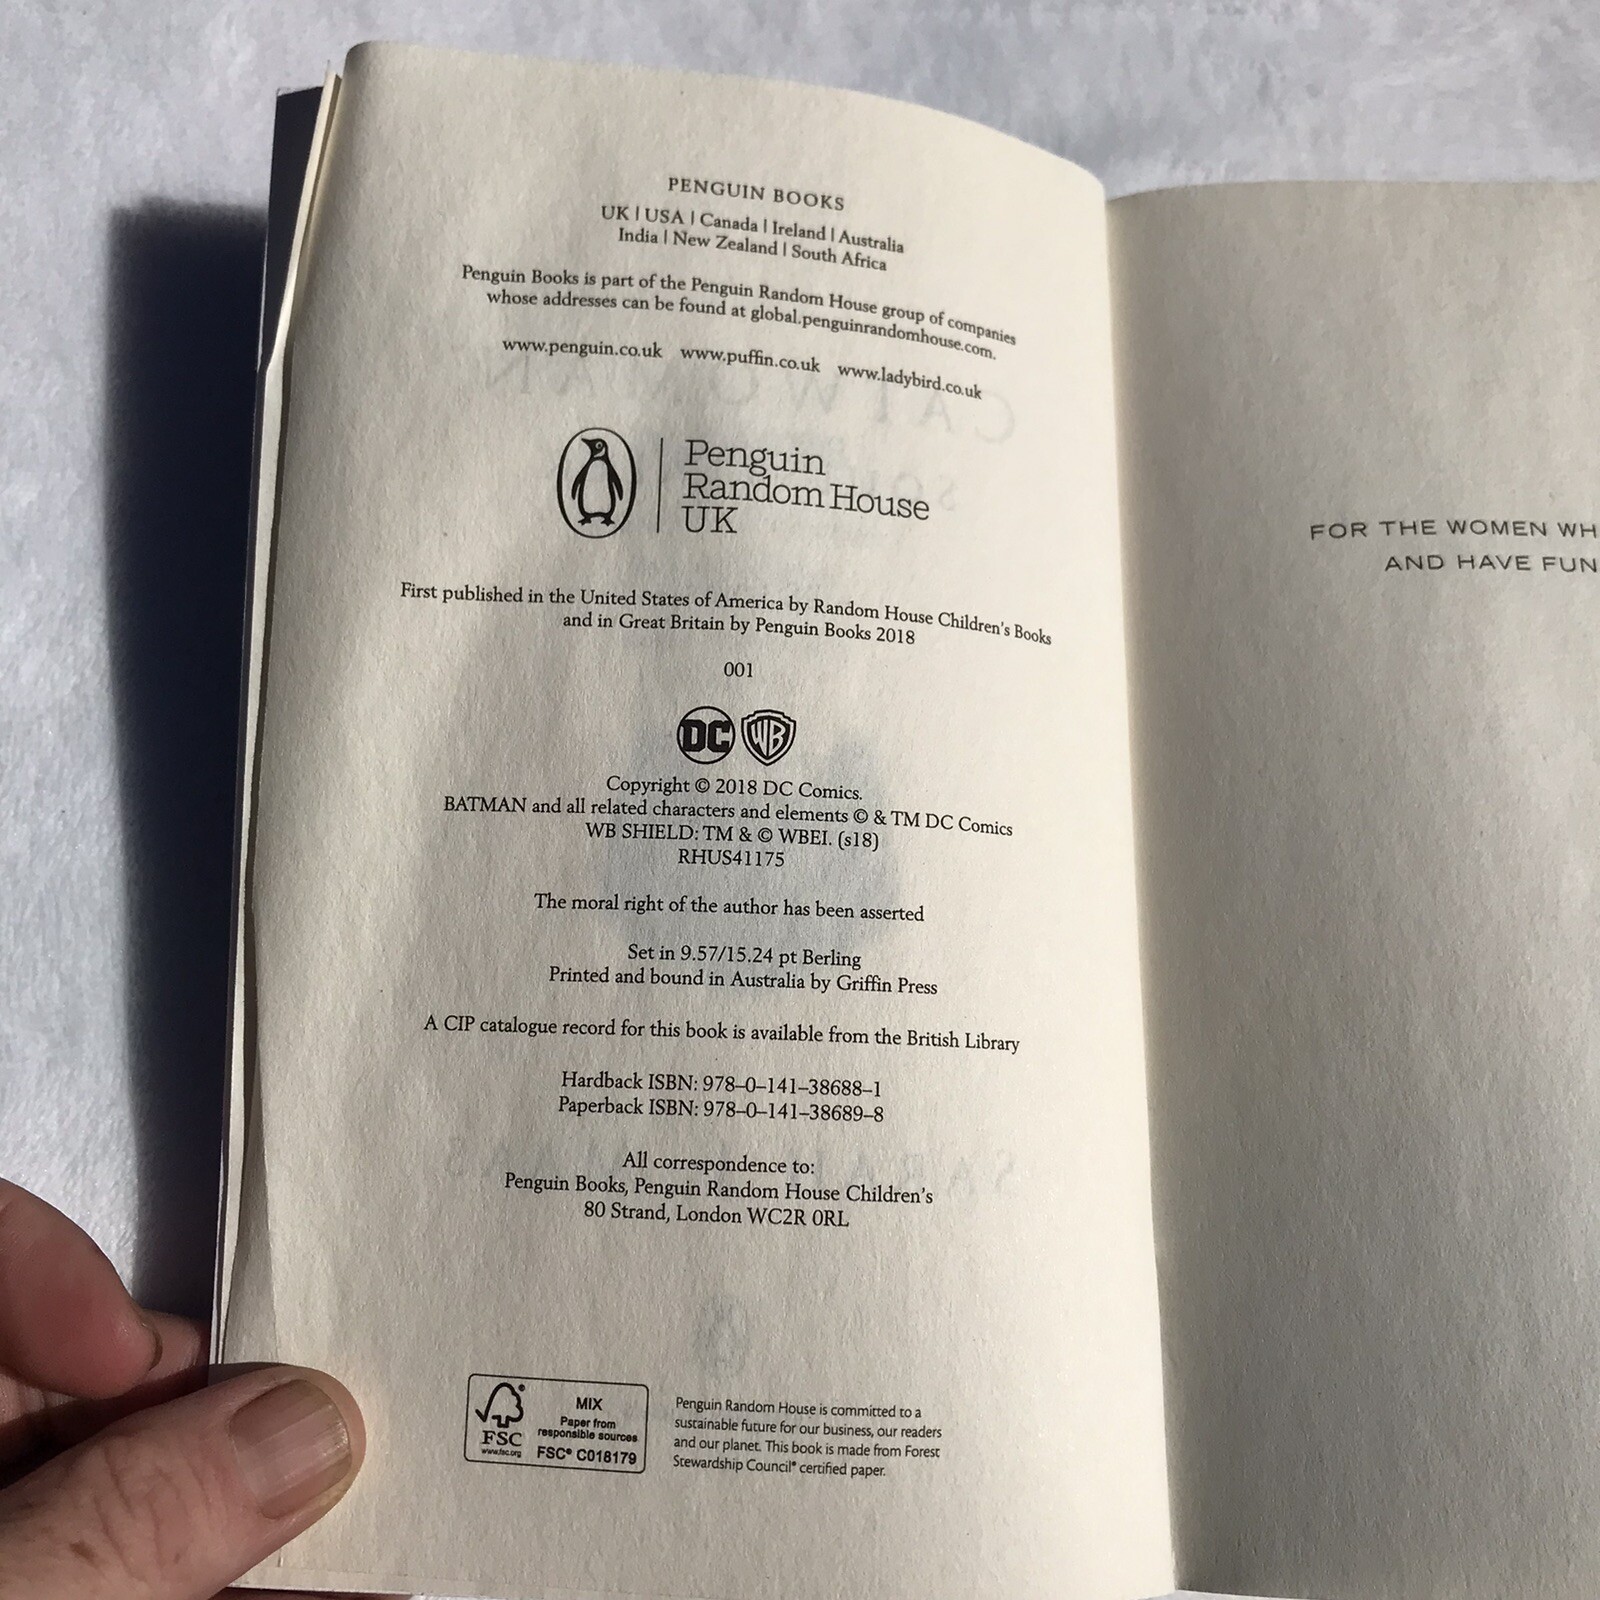 PENGUIN BOOKS
UK | USA | Canada | Ireland | Australia
India | New Zealand | South Africa
Penguin Books is part of the Penguin Random House group of companies
whose addresses can be found at global.penguinrandomhouse.com.
www.penguin.co.uk www.puffin.co.uk www.ladybird.co.uk
Penguin
Random House
UK
First published in the United States of America by Random House Children's Books
and in Great Britain by Penguin Books 2018
001
DC WB
Copyright © 2018 DC Comics.
BATMAN and all related characters and elements © & TM DC Comics
WB SHIELD: TM & © WBEI. (s18)
RHUS41175
The moral right of the author has been asserted
Set in 9.57/15.24 pt Berling
Printed and bound in Australia by Griffin Press
A CIP catalogue record for this book is available from the British Library
Hardback ISBN: 978–0–141–38688–1
Paperback ISBN: 978–0–141–38689–8
All correspondence to:
Penguin Books, Penguin Random House Children's
80 Strand, London WC2R 0RL
FSC
www.fsc.org
MIX
Paper from
responsible sources
FSC® C018179
Penguin Random House is committed to a
sustainable future for our business, our readers
and our planet. This book is made from Forest
Stewardship Council® certified paper.
FOR THE WOMEN WH
AND HAVE FUN